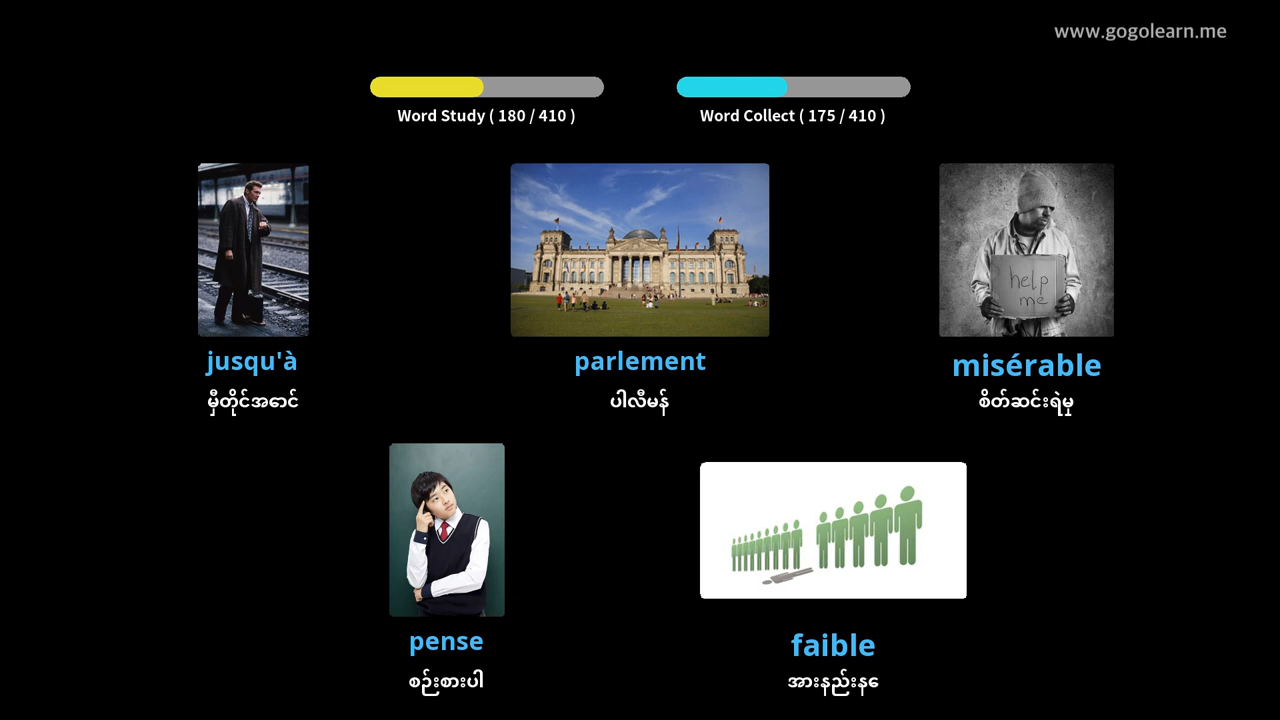 www.gogolearn.me
Word Study ( 180 / 410 )
Word Collect ( 175 / 410 )
help
me
jusqu'à
parlement
misérable
မှီတိုင်အောင်
ပါလီမန်
စိတ်ဆင်းရဲမှ
pense
faible
စဉ်းစားပါ
အားနည်းနေ